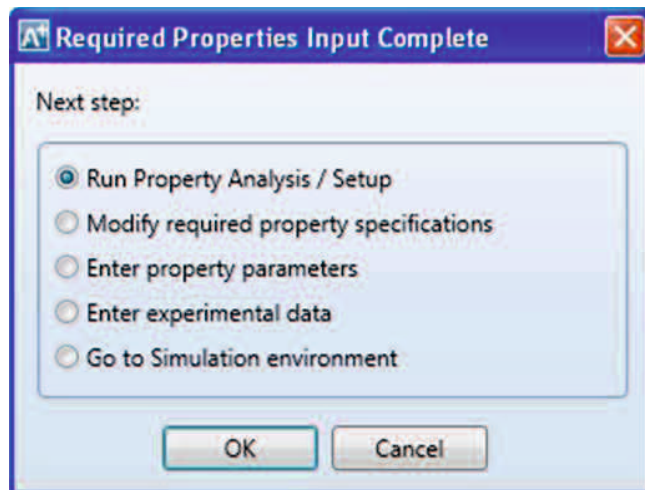 Required Properties Input Complete
Next step:
Run Property Analysis / Setup
Modify required property specifications
Enter property parameters
Enter experimental data
Go to Simulation environment
OK
Cancel